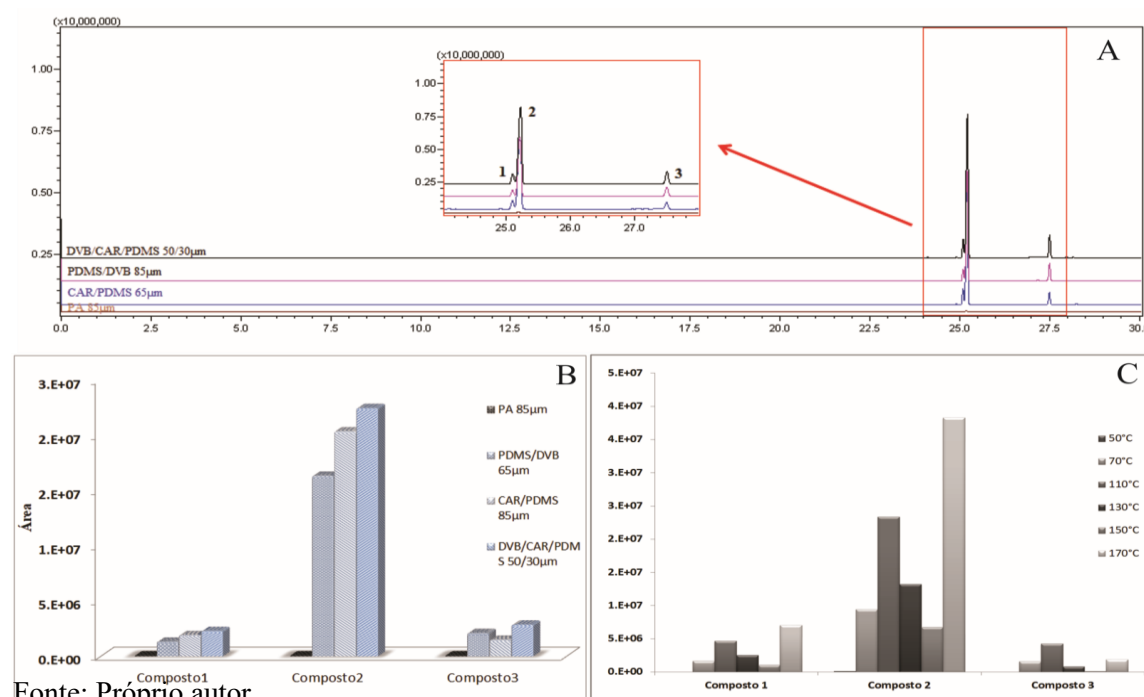 (x10,000,000)
A
1.00
0.75
0.50
0.25
DVB/CAR/PDMS 50/30µm
PDMS/DVB 85µm
CAR/PDMS 65µm
PA 85µm
0.0 2.5 5.0 7.5 10.0 12.5 15.0 17.5 20.0 22.5 25.0 27.5 30.
(x10,000,000)
1.00
0.75
0.50
0.25
1
2
3
25.0 26.0 27.0
B
3.E+07
2.E+07
2.E+07
1.E+07
5.E+06
0.E+00
Área
PA 85µm
PDMS/DVB
65µm
CAR/PDMS
85µm
DVB/CAR/PDM
S 50/30µm
Composto1 Composto2 Composto3
C
5.E+07
4.E+07
4.E+07
3.E+07
3.E+07
2.E+07
2.E+07
1.E+07
5.E+06
0.E+00
50°C
70°C
110°C
130°C
150°C
170°C
Composto 1 Composto 2 Composto 3
Fonte: Próprio autor